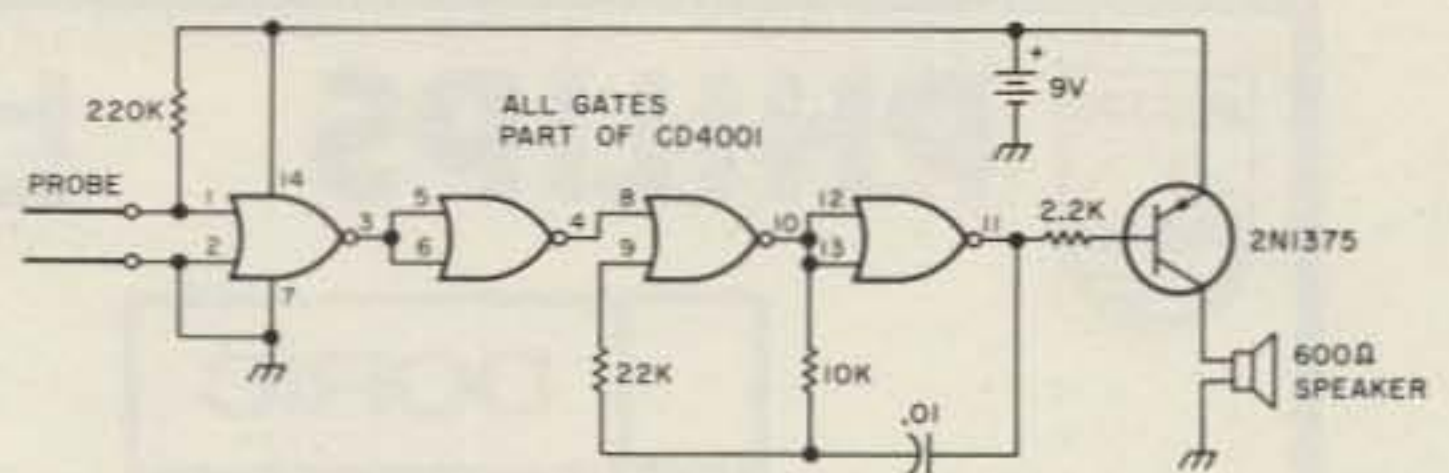 220K
ALL GATES
PART OF CD4001
+
9V
PROBE
1
2
14
7
3
5
6
4
8
9
10
12
13
11
2.2K
2N1375
22K
10K
.01
600Ω
SPEAKER